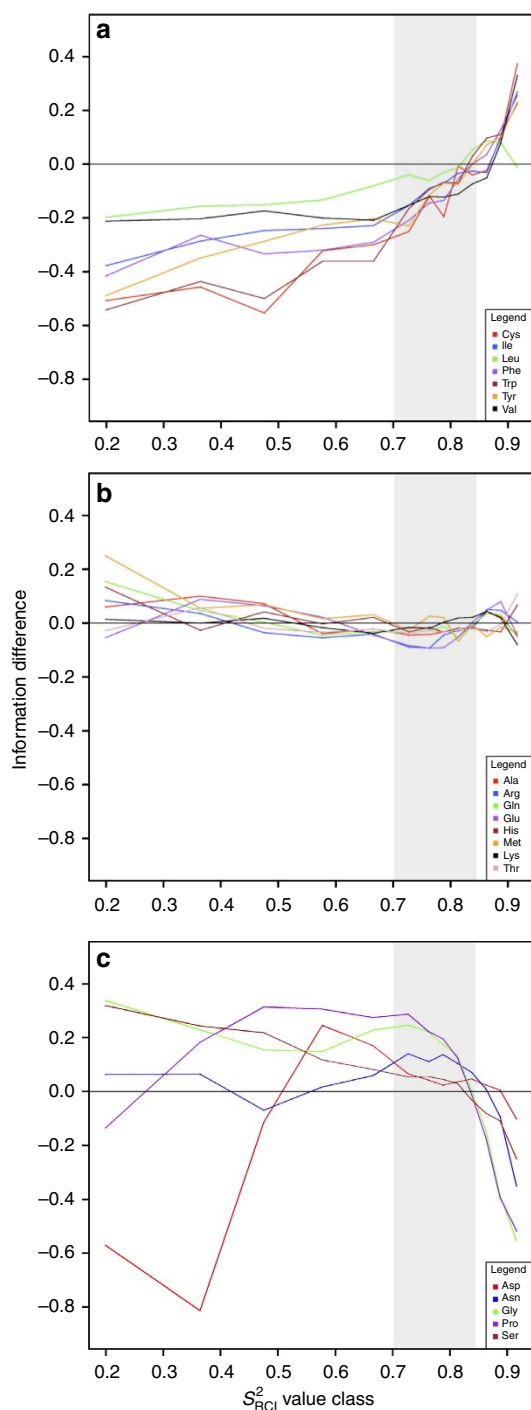 a
0.4
0.2
0.0
−0.2
−0.4
−0.6
−0.8
Legend
Cys
Ile
Leu
Phe
Trp
Tyr
Val
0.2 0.3 0.4 0.5 0.6 0.7 0.8 0.9
b
0.4
0.2
0.0
−0.2
−0.4
−0.6
−0.8
Information difference
Legend
Ala
Arg
Gln
Glu
His
Met
Lys
Thr
0.2 0.3 0.4 0.5 0.6 0.7 0.8 0.9
c
0.4
0.2
0.0
−0.2
−0.4
−0.6
−0.8
Legend
Asp
Asn
Gly
Pro
Ser
0.2 0.3 0.4 0.5 0.6 0.7 0.8 0.9
S²RCI value class